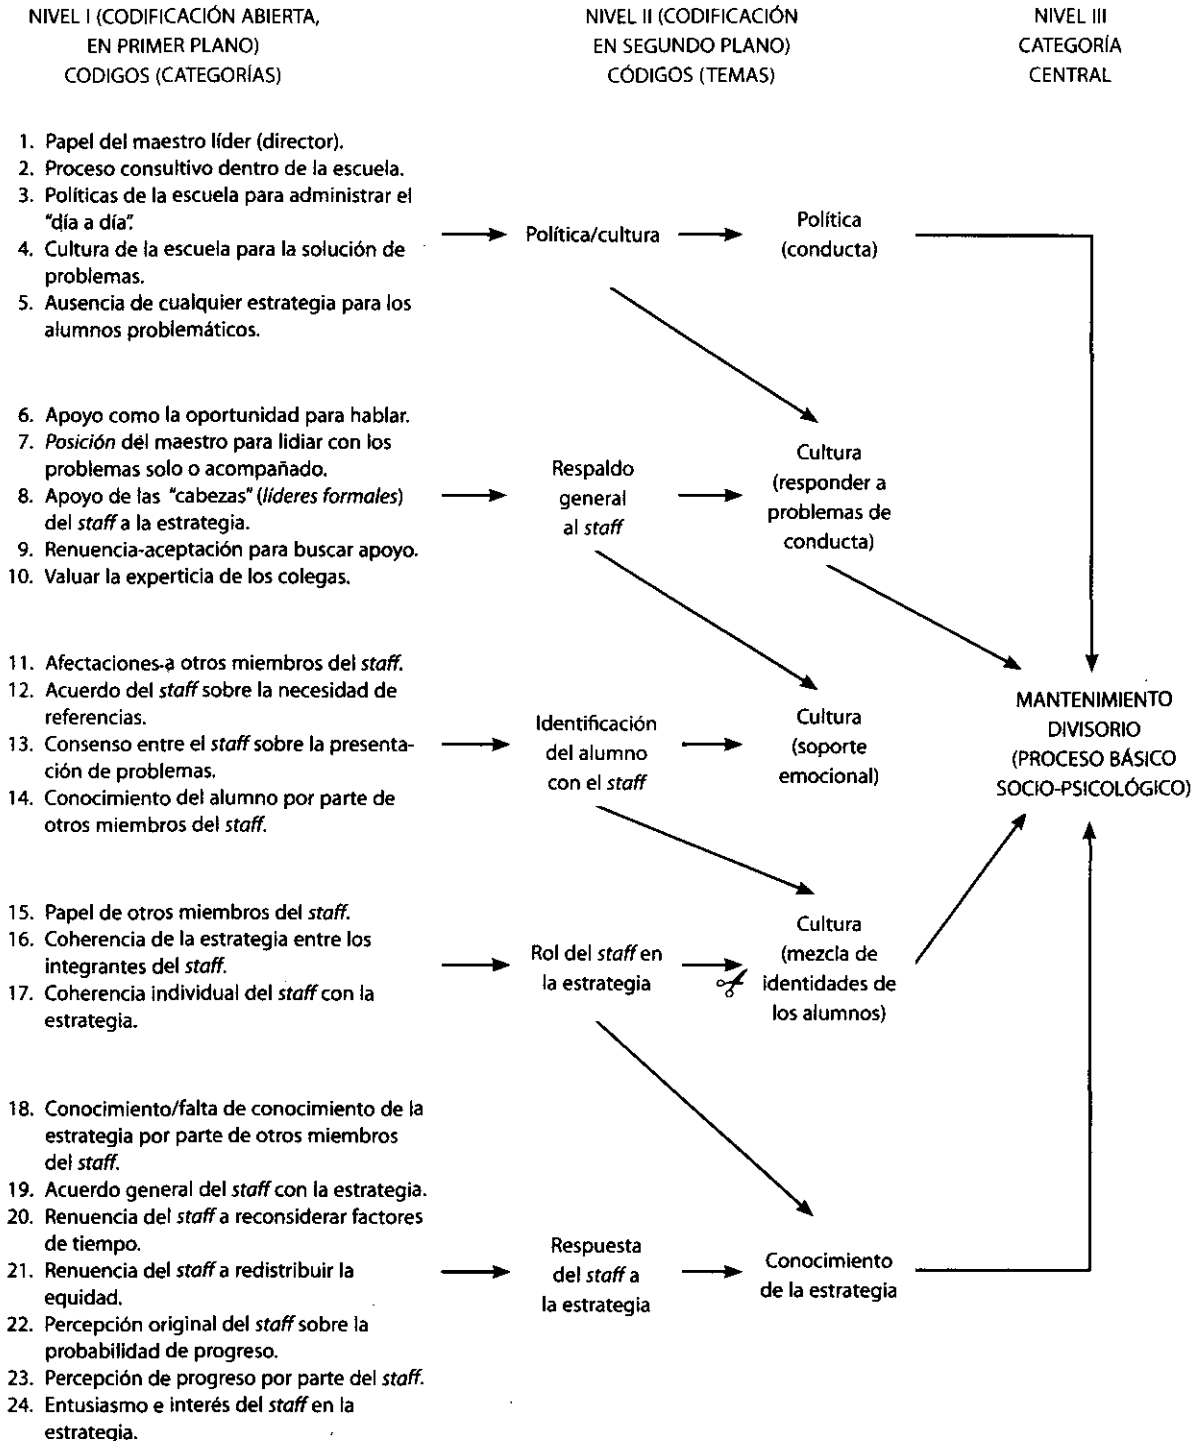 NIVEL I (CODIFICACIÓN ABIERTA,
EN PRIMER PLANO)
CODIGOS (CATEGORÍAS)
NIVEL II (CODIFICACIÓN
EN SEGUNDO PLANO)
CÓDIGOS (TEMAS)
NIVEL III
CATEGORÍA
CENTRAL
1. Papel del maestro líder (director).
2. Proceso consultivo dentro de la escuela.
3. Políticas de la escuela para administrar el
"día a día".
4. Cultura de la escuela para la solución de
problemas.
5. Ausencia de cualquier estrategia para los
alumnos problemáticos.
Política/cultura
Política
(conducta)
6. Apoyo como la oportunidad para hablar.
7. Posición del maestro para lidiar con los
problemas solo o acompañado.
8. Apoyo de las "cabezas" (líderes formales)
del staff a la estrategia.
9. Renuencia-aceptación para buscar apoyo.
10. Valuar la experticia de los colegas.
Respaldo
general
al staff
Cultura
(responder a
problemas de
conducta)
11. Afectaciones a otros miembros del staff.
12. Acuerdo del staff sobre la necesidad de
referencias.
13. Consenso entre el staff sobre la presenta-
ción de problemas.
14. Conocimiento del alumno por parte de
otros miembros del staff.
Identificación
del alumno
con el staff
Cultura
(soporte
emocional)
MANTENIMIENTO
DIVISORIO
(PROCESO BÁSICO
SOCIO-PSICOLÓGICO)
15. Papel de otros miembros del staff.
16. Coherencia de la estrategia entre los
integrantes del staff.
17. Coherencia individual del staff con la
estrategia.
Rol del staff en
la estrategia
Cultura
(mezcla de
identidades de
los alumnos)
18. Conocimiento/falta de conocimiento de la
estrategia por parte de otros miembros
del staff.
19. Acuerdo general del staff con la estrategia.
20. Renuencia del staff a reconsiderar factores
de tiempo.
21. Renuencia del staff a redistribuir la
equidad.
22. Percepción original del staff sobre la
probabilidad de progreso.
23. Percepción de progreso por parte del staff.
24. Entusiasmo e interés del staff en la
estrategia.
Respuesta
del staff a
la estrategia
Conocimiento
de la estrategia